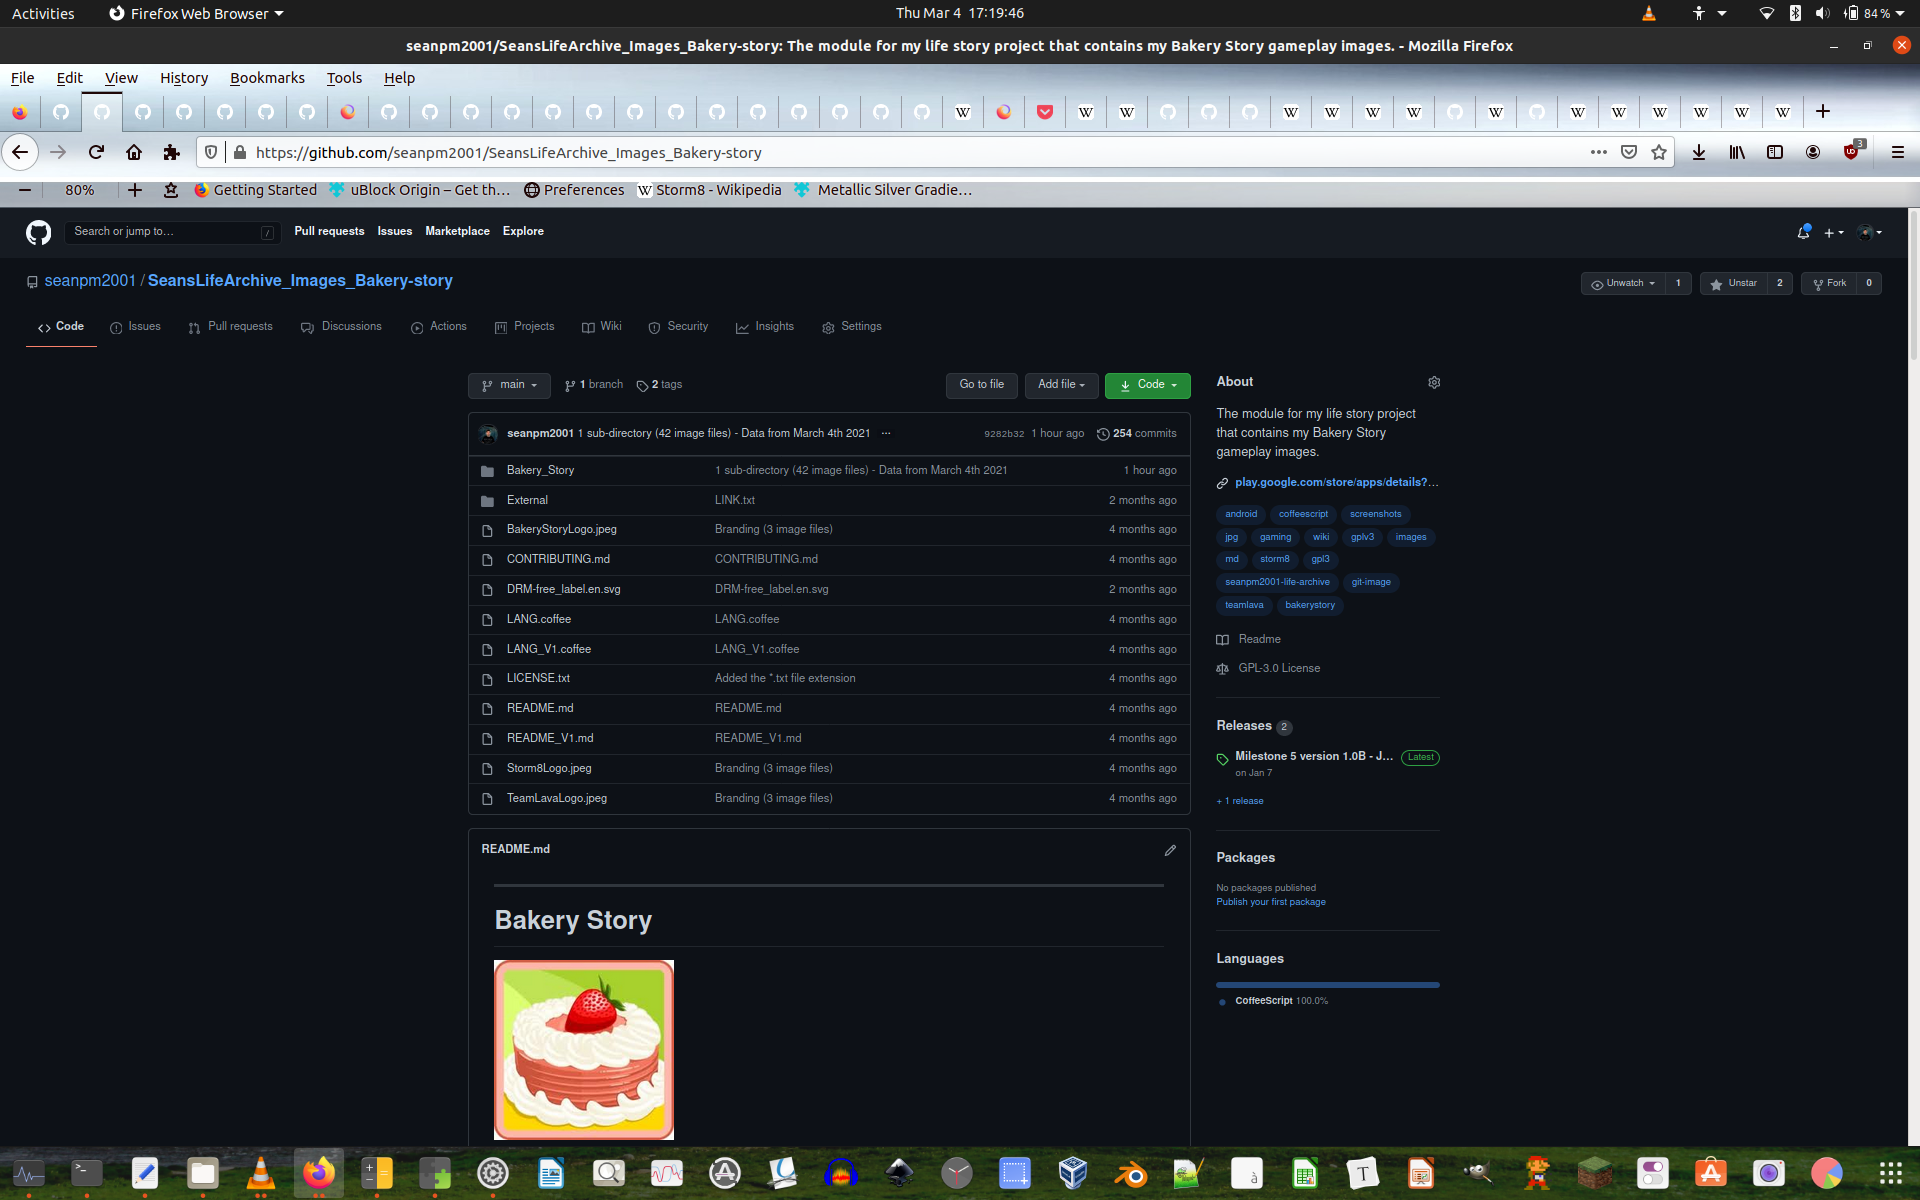 Activities Firefox Web Browser Thu Mar 4 17:19:46 84 %
seanpm2001/SeansLifeArchive_Images_Bakery-story: The module for my life story project that contains my Bakery Story gameplay images. - Mozilla Firefox
File Edit View History Bookmarks Tools Help
https://github.com/seanpm2001/SeansLifeArchive_Images_Bakery-story 3
80% Getting Started uBlock Origin – Get th… Preferences Storm8 - Wikipedia Metallic Silver Gradie…
Search or jump to… / Pull requests Issues Marketplace Explore
seanpm2001 / SeansLifeArchive_Images_Bakery-story Unwatch 1 Unstar 2 Fork 0
Code Issues Pull requests Discussions Actions Projects Wiki Security Insights Settings
main 1 branch 2 tags Go to file Add file Code
seanpm2001 1 sub-directory (42 image files) - Data from March 4th 2021 ... 9282b32 1 hour ago 254 commits
Bakery_Story 1 sub-directory (42 image files) - Data from March 4th 2021 1 hour ago
External LINK.txt 2 months ago
BakeryStoryLogo.jpeg Branding (3 image files) 4 months ago
CONTRIBUTING.md CONTRIBUTING.md 4 months ago
DRM-free_label.en.svg DRM-free_label.en.svg 2 months ago
LANG.coffee LANG.coffee 4 months ago
LANG_V1.coffee LANG_V1.coffee 4 months ago
LICENSE.txt Added the *.txt file extension 4 months ago
README.md README.md 4 months ago
README_V1.md README_V1.md 4 months ago
Storm8Logo.jpeg Branding (3 image files) 4 months ago
TeamLavaLogo.jpeg Branding (3 image files) 4 months ago
README.md
Bakery Story
About
The module for my life story project
that contains my Bakery Story
gameplay images.
play.google.com/store/apps/details?…
android coffeescript screenshots
jpg gaming wiki gplv3 images
md storm8 gpl3
seanpm2001-life-archive git-image
teamlava bakerystory
Readme
GPL-3.0 License
Releases 2
Milestone 5 version 1.0B - J… Latest
on Jan 7
+ 1 release
Packages
No packages published
Publish your first package
Languages
CoffeeScript 100.0%